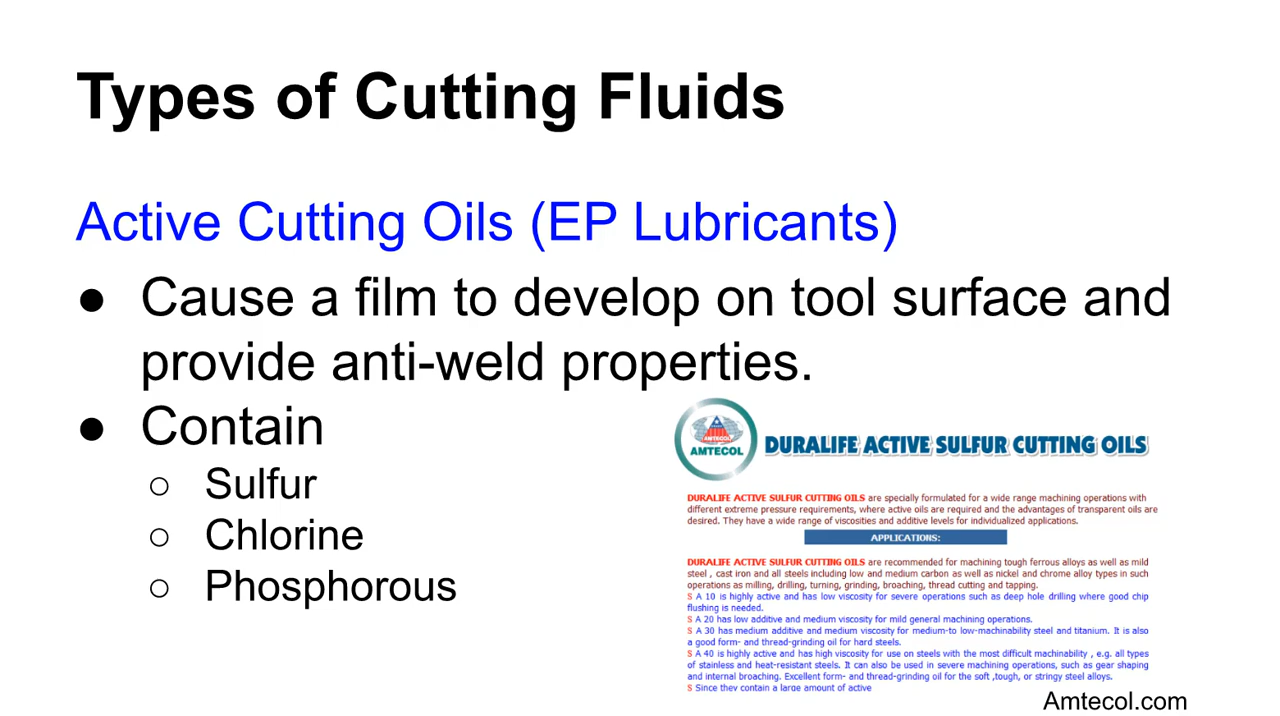 Types of Cutting Fluids
Active Cutting Oils (EP Lubricants)
● Cause a film to develop on tool surface and
provide anti-weld properties.
● Contain
○ Sulfur
○ Chlorine
○ Phosphorous
AMTECOL
AMTECOL
DURALIFE ACTIVE SULFUR CUTTING OILS
DURALIFE ACTIVE SULFUR CUTTING OILS are specially formulated for a wide range machining operations with
different extreme pressure requirements, where active oils are required and the advantages of transparent oils are
desired. They have a wide range of viscosities and additive levels for individualized applications.
APPLICATIONS:
DURALIFE ACTIVE SULFUR CUTTING OILS are recommended for machining tough ferrous alloys as well as mild
steel , cast iron and all steels including low and medium carbon as well as nickel and chrome alloy types in such
operations as milling, drilling, turning, grinding, broaching, thread cutting and tapping.
S A 10 is highly active and has low viscosity for severe operations such as deep hole drilling where good chip
flushing is needed.
S A 20 has low additive and medium viscosity for mild general machining operations.
S A 30 has medium additive and medium viscosity for medium-to low-machinability steel and titanium. It is also
a good form- and thread-grinding oil for hard steels.
S A 40 is highly active and has high viscosity for use on steels with the most difficult machinability , e.g. all types
of stainless and heat-resistant steels. It can also be used in severe machining operations, such as gear shaping
and internal broaching. Excellent form- and thread-grinding oil for the soft ,tough, or stringy steel alloys.
S Since they contain a large amount of active
Amtecol.com